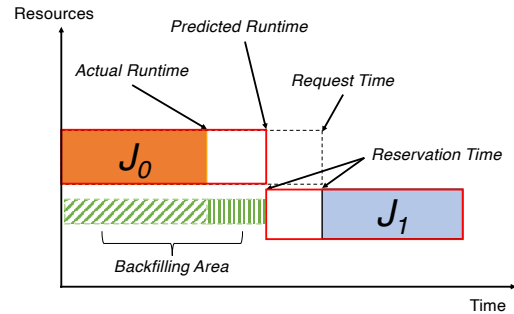 Resources
Predicted Runtime
Actual Runtime
Request Time
J0
Reservation Time
J1
Backfilling Area
Time